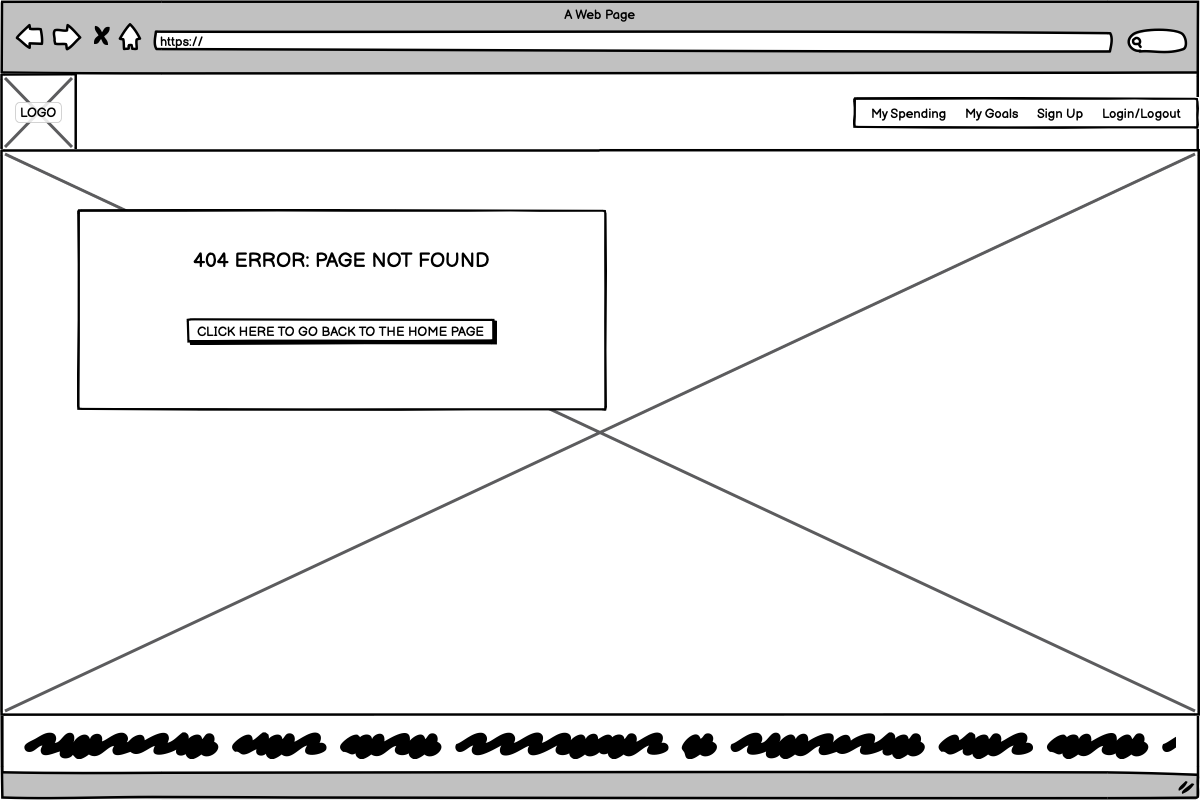 A Web Page
https://
LOGO
My Spending My Goals Sign Up Login/Logout
404 ERROR: PAGE NOT FOUND
CLICK HERE TO GO BACK TO THE HOME PAGE